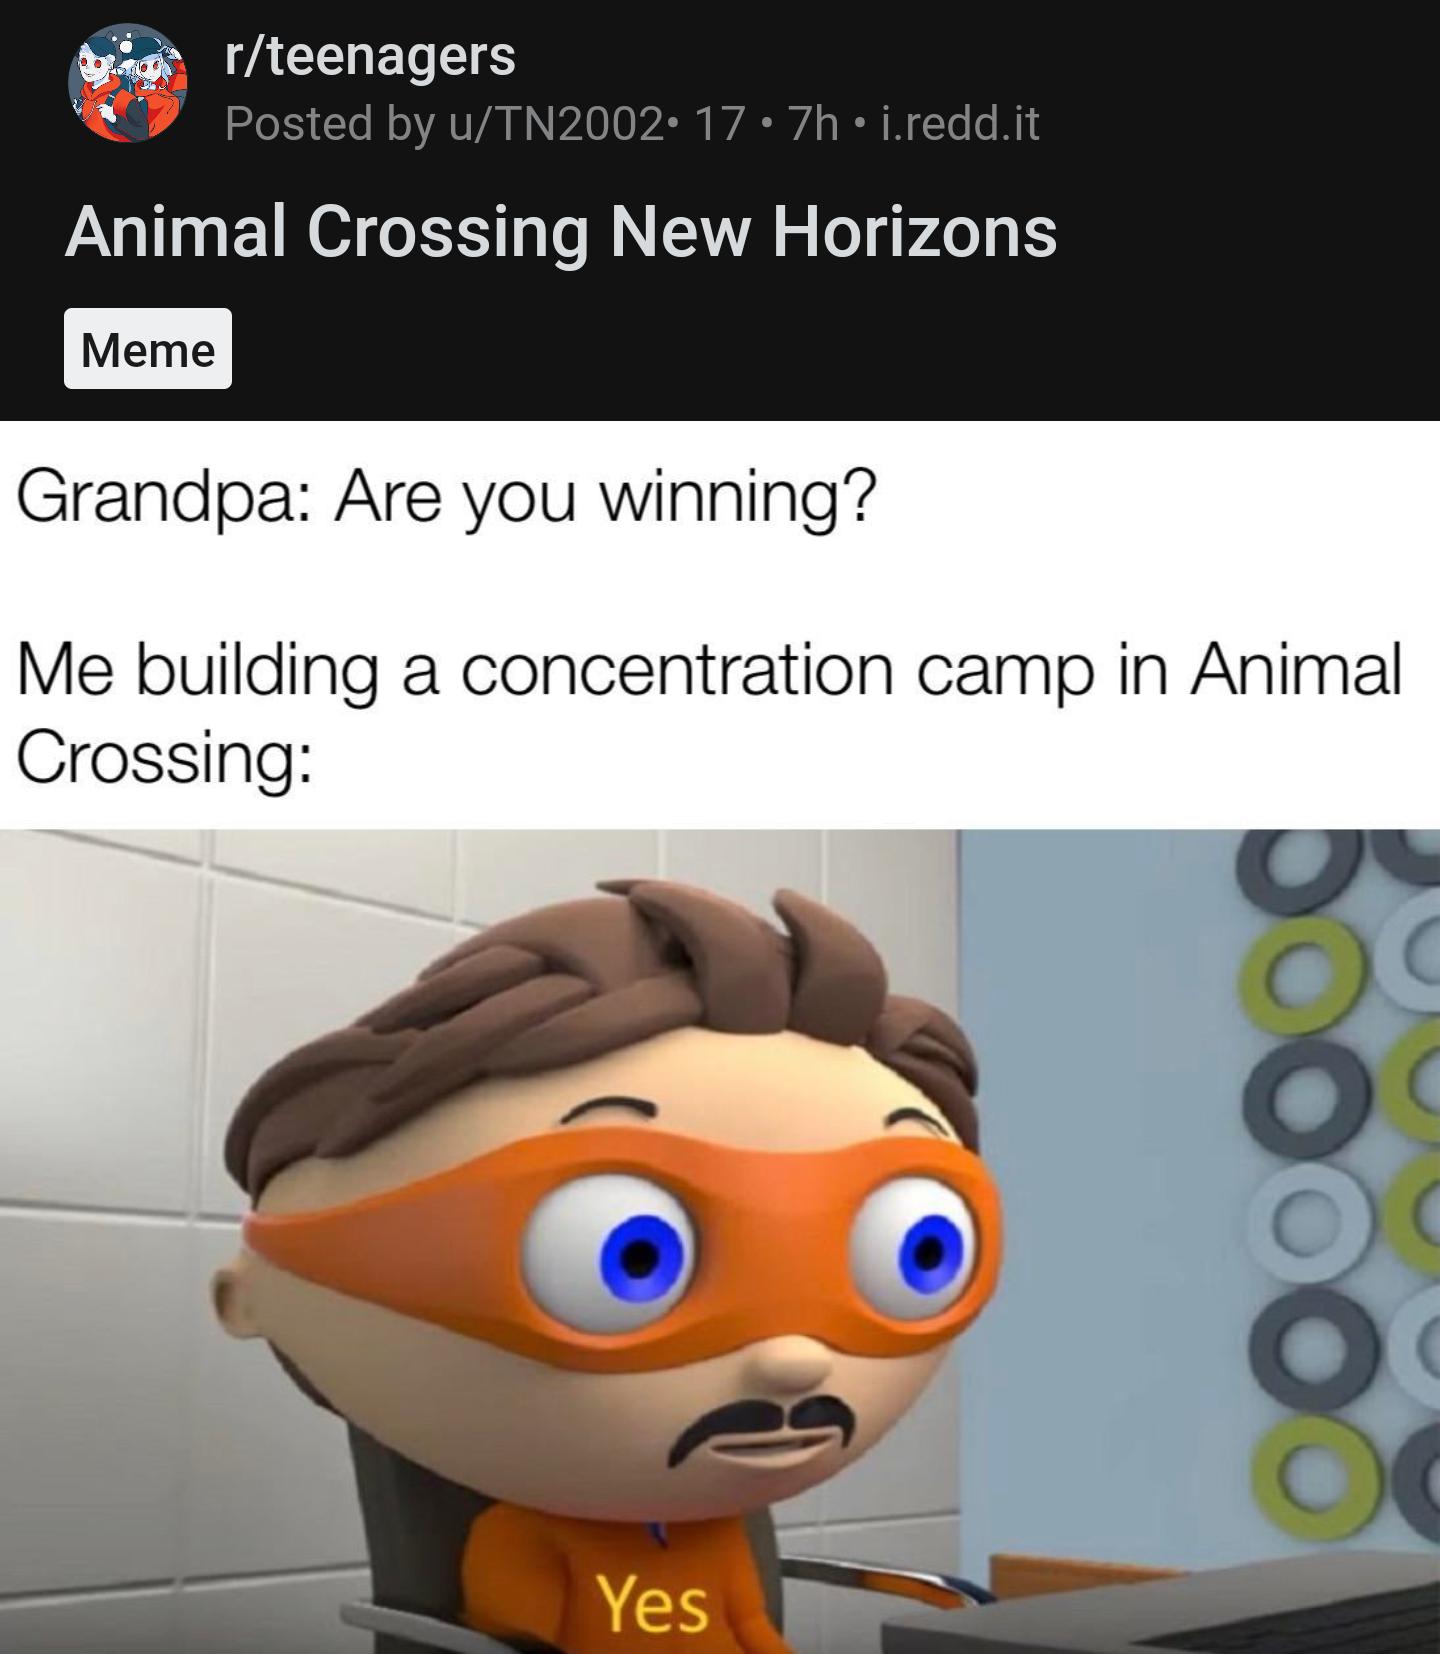 r/teenagers
Posted by u/TN2002• 17 • 7h • i.redd.it
Animal Crossing New Horizons
Meme
Grandpa: Are you winning?
Me building a concentration camp in Animal
Crossing:
Yes